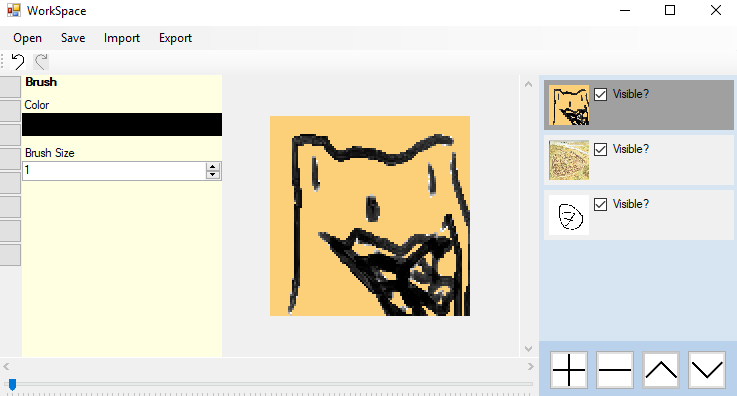 WorkSpace
Open Save Import Export
Brush
Color
Brush Size
1
Visible?
Visible?
Visible?